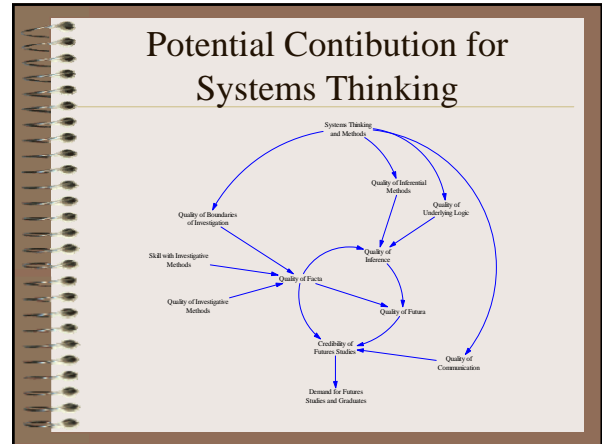 Potential Contibution for
Systems Thinking
Systems Thinking
and Methods
Quality of Inferential
Methods
Quality of
Underlying Logic
Quality of Boundaries
of Investigation
Quality of
Inference
Skill with Investigative
Methods
Quality of Facta
Quality of Investigative
Methods
Quality of Futura
Credibility of
Futures Studies
Quality of
Communication
Demand for Futures
Studies and Graduates